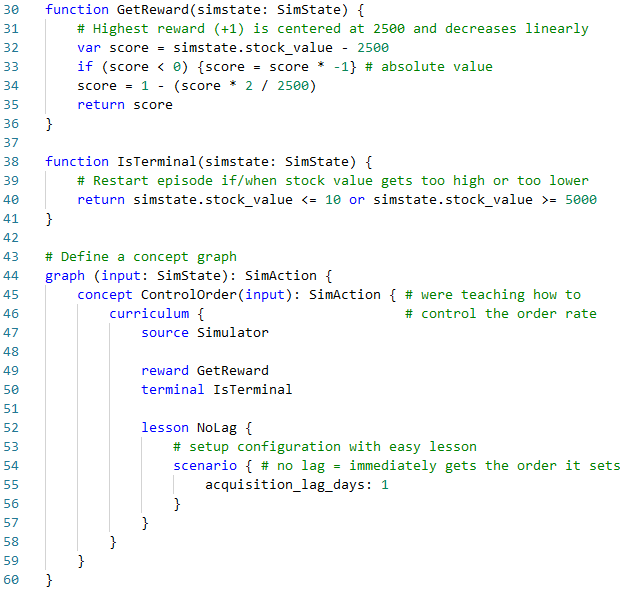 30 function GetReward(simstate: SimState) {
31 # Highest reward (+1) is centered at 2500 and decreases linearly
32 var score = simstate.stock_value - 2500
33 if (score < 0) {score = score * -1} # absolute value
34 score = 1 - (score * 2 / 2500)
35 return score
36 }
37
38 function IsTerminal(simstate: SimState) {
39 # Restart episode if/when stock value gets too high or too lower
40 return simstate.stock_value <= 10 or simstate.stock_value >= 5000
41 }
42
43 # Define a concept graph
44 graph (input: SimState): SimAction {
45 concept ControlOrder(input): SimAction { # were teaching how to
46 curriculum { # control the order rate
47 source Simulator
48
49 reward GetReward
50 terminal IsTerminal
51
52 lesson NoLag {
53 # setup configuration with easy lesson
54 scenario { # no lag = immediately gets the order it sets
55 acquisition_lag_days: 1
56 }
57 }
58 }
59 }
60 }